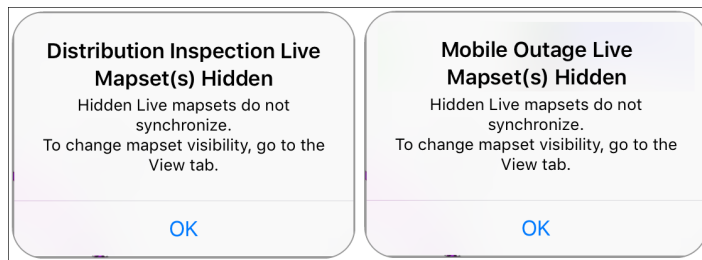 Distribution Inspection Live
Mapset(s) Hidden
Hidden Live mapsets do not
synchronize.
To change mapset visibility, go to the
View tab.
OK
Mobile Outage Live
Mapset(s) Hidden
Hidden Live mapsets do not
synchronize.
To change mapset visibility, go to the
View tab.
OK